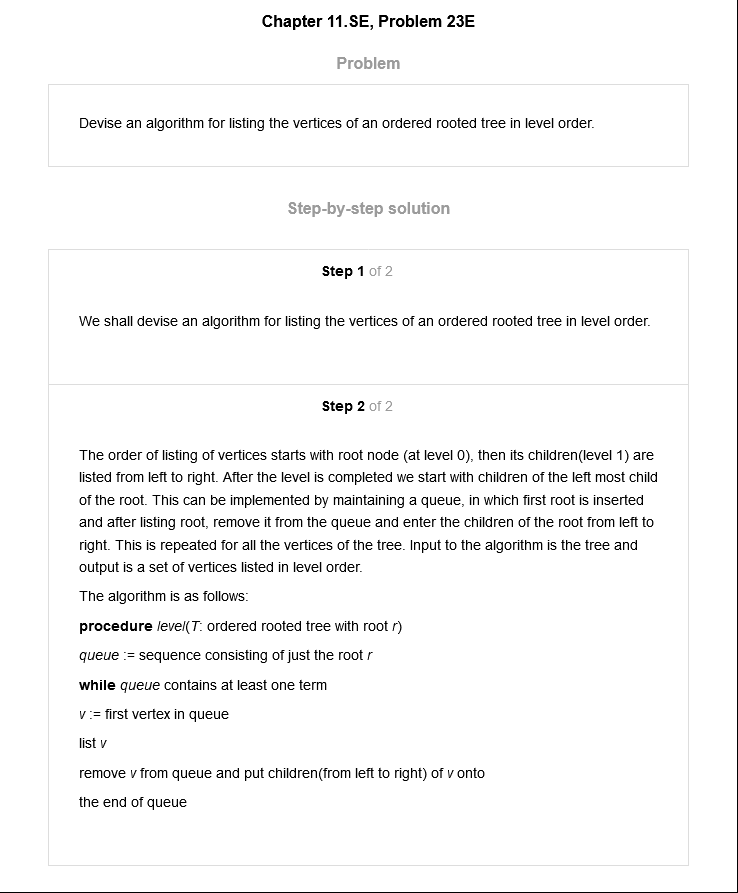 Chapter 11.SE, Problem 23E
Problem
Devise an algorithm for listing the vertices of an ordered rooted tree in level order.
Step-by-step solution
Step 1 of 2
We shall devise an algorithm for listing the vertices of an ordered rooted tree in level order.
Step 2 of 2
The order of listing of vertices starts with root node (at level 0), then its children(level 1) are
listed from left to right. After the level is completed we start with children of the left most child
of the root. This can be implemented by maintaining a queue, in which first root is inserted
and after listing root, remove it from the queue and enter the children of the root from left to
right. This is repeated for all the vertices of the tree. Input to the algorithm is the tree and
output is a set of vertices listed in level order.
The algorithm is as follows:
procedure level(T: ordered rooted tree with root r)
queue := sequence consisting of just the root r
while queue contains at least one term
v := first vertex in queue
list v
remove v from queue and put children(from left to right) of v onto
the end of queue